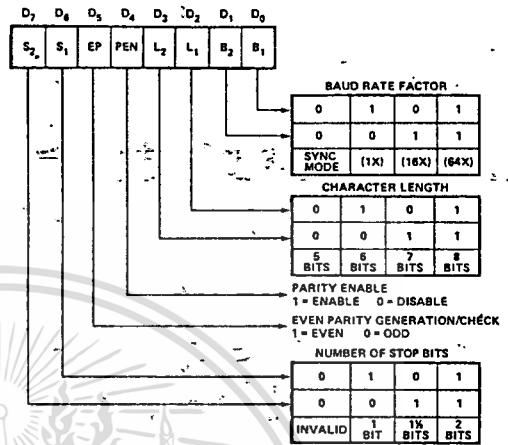 D₇ D₆ D₅ D₄ D₃ D₂ D₁ D₀
S₂ S₁ EP PEN L₂ L₁ B₂ B₁
BAUD RATE FACTOR
0 1 0 1
0 0 1 1
SYNC MODE (1X) (16X) (64X)
CHARACTER LENGTH
0 1 0 1
0 0 1 1
5 BITS 6 BITS 7 BITS 8 BITS
PARITY ENABLE
1 = ENABLE 0 = DISABLE
EVEN PARITY GENERATION/CHECK
1 = EVEN 0 = ODD
NUMBER OF STOP BITS
0 1 0 1
0 0 1 1
INVALID 1 BIT 1½ BITS 2 BITS